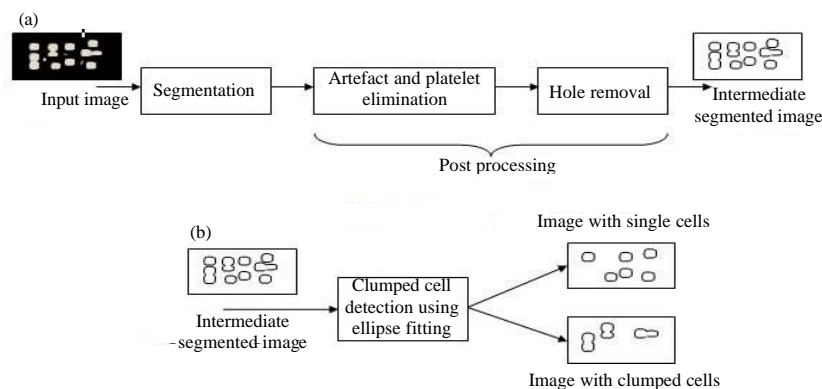 (a)
Input image
Segmentation
Artefact and platelet
elimination
Hole removal
Intermediate
segmented image
Post processing
(b)
Intermediate
segmented image
Clumped cell
detection using
ellipse fitting
Image with single cells
Image with clumped cells